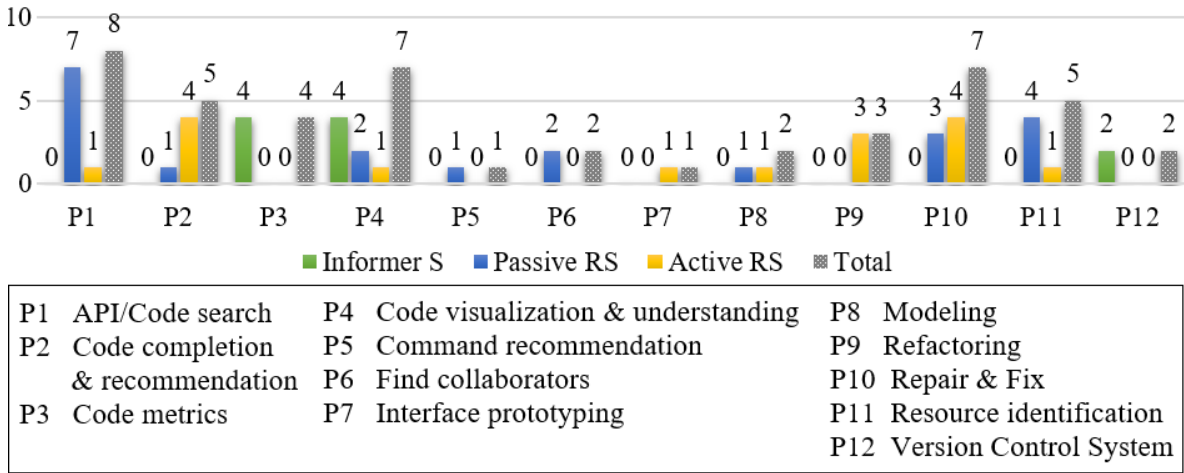 10
5
0
0 7 1 8
0 1 4 5
4 0 0 4
4 2 1 7
0 1 0 1
0 2 0 2
0 0 1 1
0 1 1 2
0 0 3 3
0 3 4 7
0 4 1 5
2 0 0 2
P1 P2 P3 P4 P5 P6 P7 P8 P9 P10 P11 P12
Informer S Passive RS Active RS Total
P1 API/Code search
P2 Code completion
& recommendation
P3 Code metrics
P4 Code visualization & understanding
P5 Command recommendation
P6 Find collaborators
P7 Interface prototyping
P8 Modeling
P9 Refactoring
P10 Repair & Fix
P11 Resource identification
P12 Version Control System